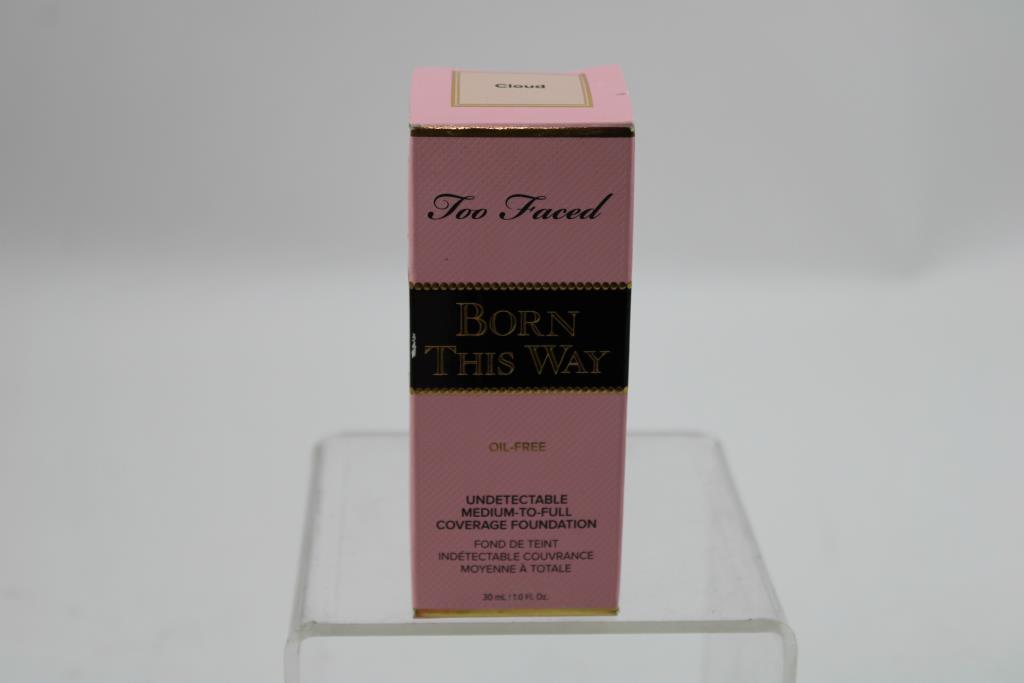 Cloud
Too Faced
BORN
THIS WAY
OIL-FREE
UNDETECTABLE
MEDIUM-TO-FULL
COVERAGE FOUNDATION
FOND DE TEINT
INDÉTECTABLE COUVRANCE
MOYENNE À TOTALE
30 mL / 1.0 Fl. Oz.